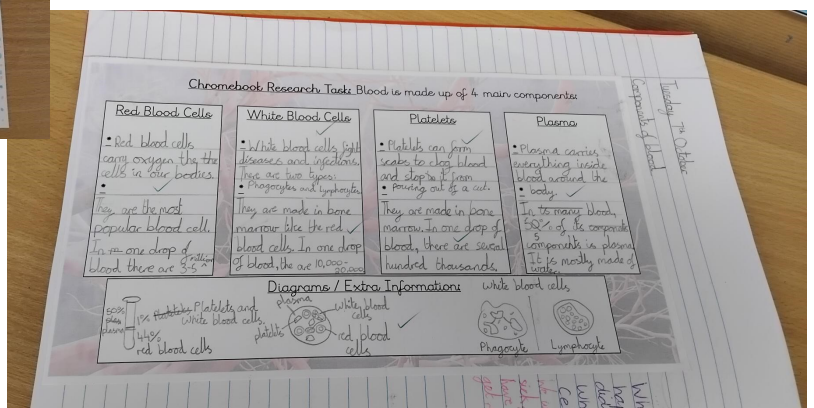 Chromebook Research Task: Blood is made up of 4 main components:
Red Blood Cells
• Red blood cells
carry oxygen the the
cells in our bodies.
•
They are the most
popular blood cell.
In one drop of
million
blood there are 3-5
White Blood Cells
• White blood cells fight
diseases and infections.
There are two types:
• Phagocytes and lymphocytes
They are made in bone
marrow like the red
blood cells. In one drop
of blood, the are 10,000-
20,000
Platelets
• Platelets can form
scabs to clog blood
and stop it from
• pouring out of a cut.
They are made in bone
marrow. In one drop of
blood, there are several
hundred thousands.
Plasma
• Plasma carries
everything inside
blood around the
• body.
In its many blood,
50% of its
5 components is plasma.
It is mostly made of
water.
Tuesday 7th October
Components of blood
Diagrams / Extra Information:
50%
plasma
1% Platelets Platelets and
white blood cells.
44%
red blood cells
plasma
platelets
white blood
cells
red blood
cells
white blood cells
Phagocyte
Lymphocyte